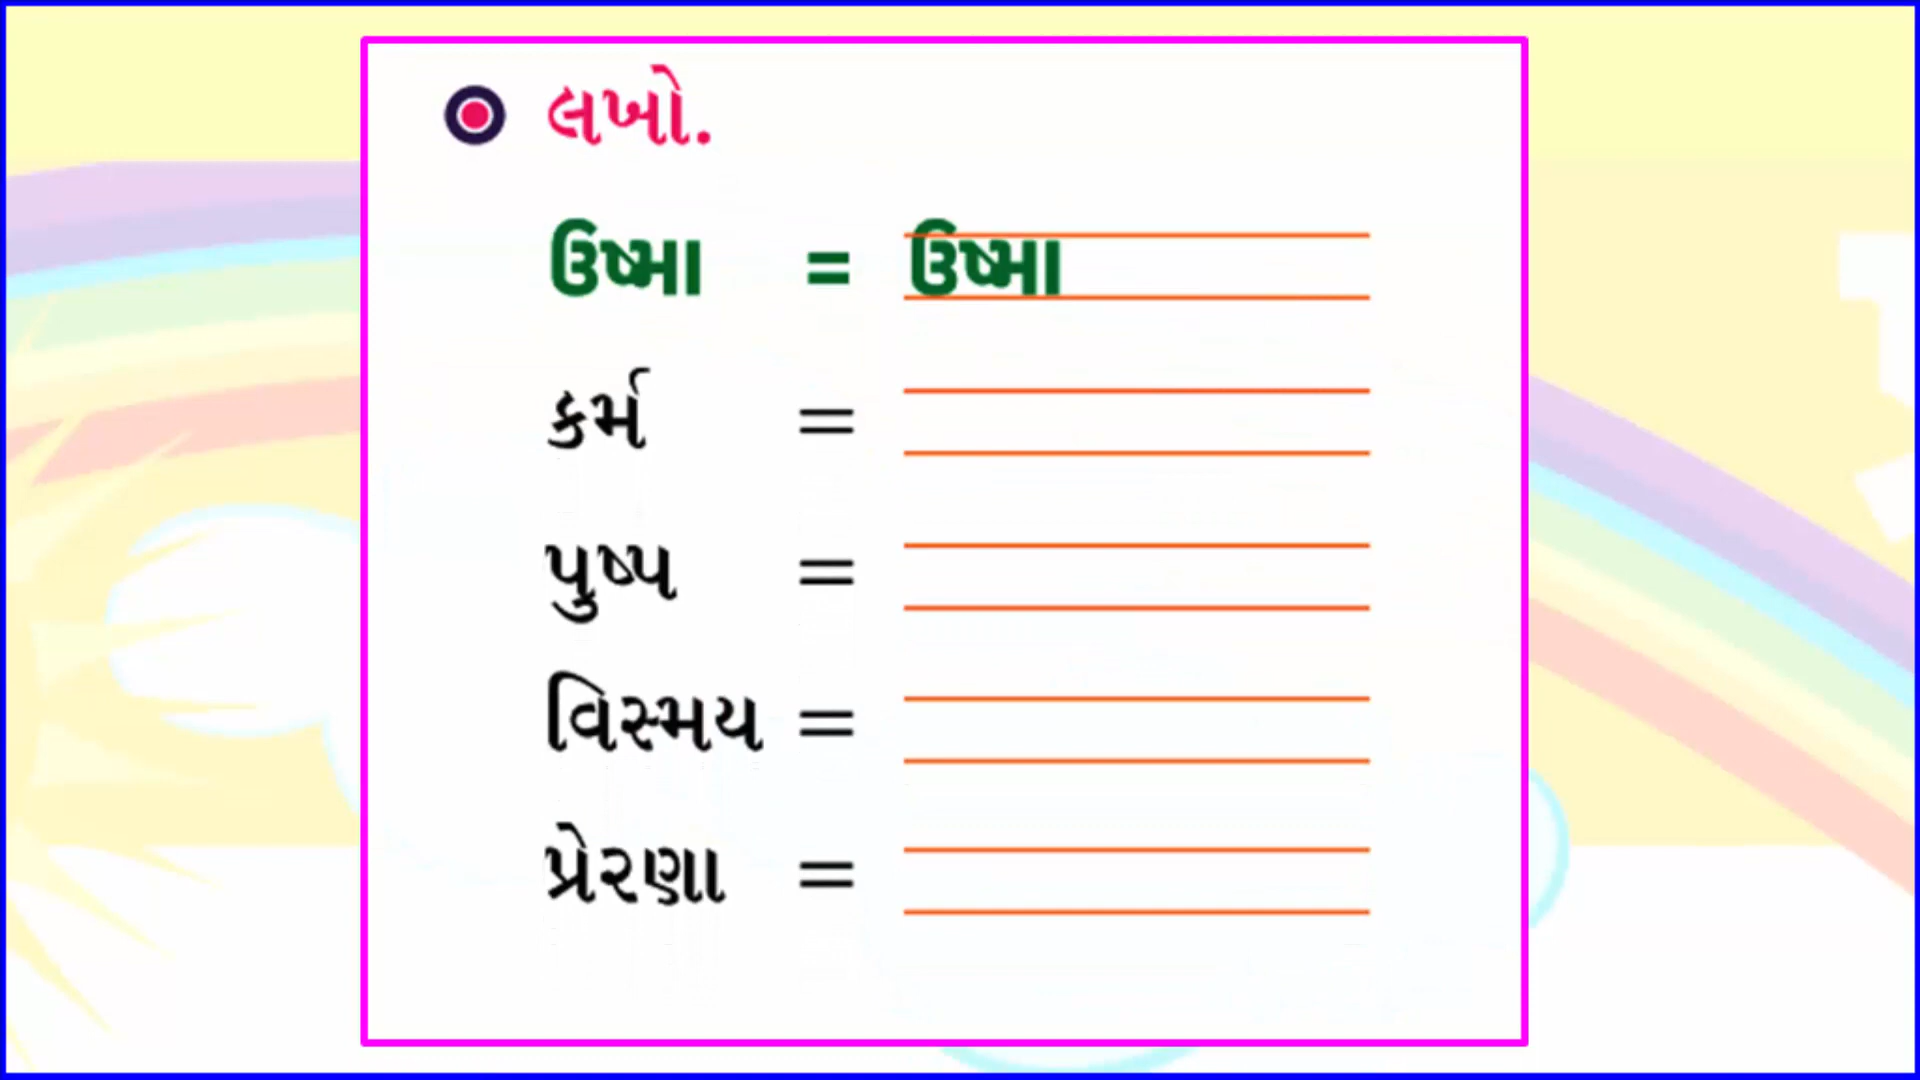 લખો.
ઉષ્મા = ઉષ્મા
કર્મ =
પુષ્પ =
વિસ્મય =
પ્રેરણા =